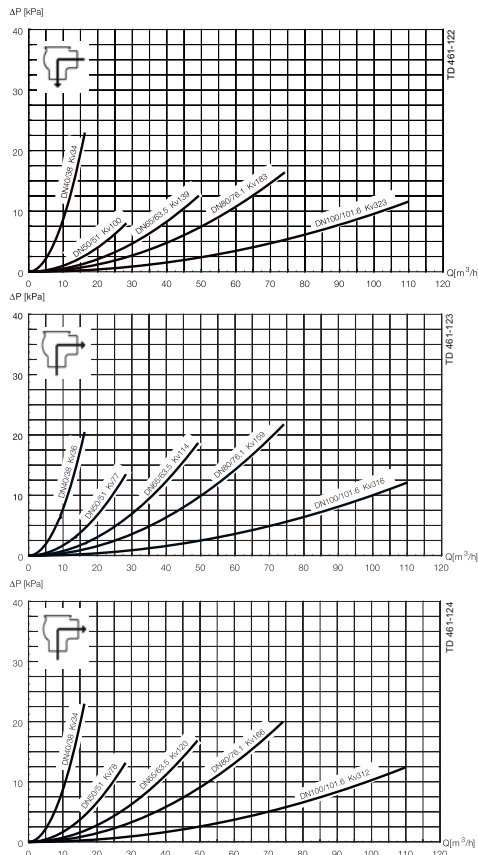 ΔP [kPa]
40
30
20
10
0
TD 461-122
DN40/38 Kv34
DN50/51 Kv100
DN65/63.5 Kv139
DN80/76.1 Kv183
DN100/101.6 Kv323
0 10 20 30 40 50 60 70 80 90 100 110 120
Q[m³/h]
ΔP [kPa]
40
30
20
10
0
TD 461-123
DN40/38 Kv36
DN50/51 Kv77
DN65/63.5 Kv114
DN80/76.1 Kv159
DN100/101.6 Kv316
0 10 20 30 40 50 60 70 80 90 100 110 120
Q[m³/h]
ΔP [kPa]
40
30
20
10
0
TD 461-124
DN40/38 Kv34
DN50/51 Kv78
DN65/63.5 Kv120
DN80/76.1 Kv166
DN100/101.6 Kv312
0 10 20 30 40 50 60 70 80 90 100 110 120
Q[m³/h]